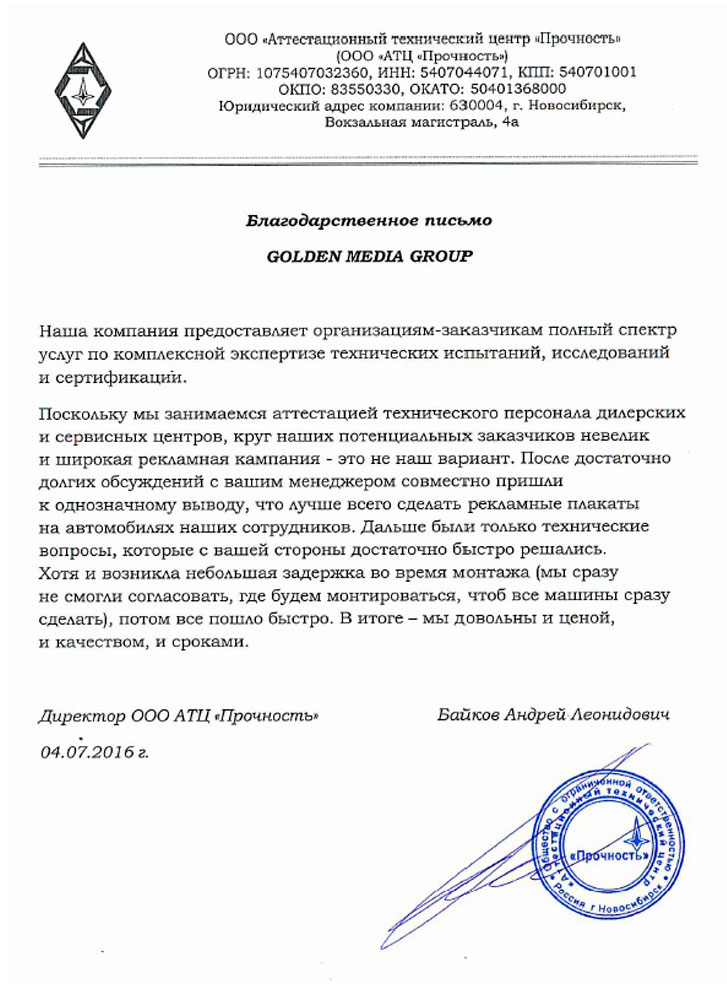 ООО «Аттестационный технический центр «Прочность»
(ООО «АТЦ «Прочность»)
ОГРН: 1075407032360, ИНН: 5407044071, КПП: 540701001
ОКПО: 83550330, ОКАТО: 50401368000
Юридический адрес компании: 630004, г. Новосибирск,
Вокзальная магистраль, 4а
Благодарственное письмо
GOLDEN MEDIA GROUP
Наша компания предоставляет организациям-заказчикам полный спектр
услуг по комплексной экспертизе технических испытаний, исследований
и сертификации.
Поскольку мы занимаемся аттестацией технического персонала дилерских
и сервисных центров, круг наших потенциальных заказчиков невелик
и широкая рекламная кампания - это не наш вариант. После достаточно
долгих обсуждений с вашим менеджером совместно пришли
к однозначному выводу, что лучше всего сделать рекламные плакаты
на автомобилях наших сотрудников. Дальше были только технические
вопросы, которые с вашей стороны достаточно быстро решались.
Хотя и возникла небольшая задержка во время монтажа (мы сразу
не смогли согласовать, где будем монтироваться, чтоб все машины сразу
сделать), потом все пошло быстро. В итоге – мы довольны и ценой,
и качеством, и сроками.
Директор ООО АТЦ «Прочность» Байков Андрей Леонидович
04.07.2016 г.
Общество с ограниченной ответственностью
«Аттестационный технический центр
«Прочность»
Россия г Новосибирск